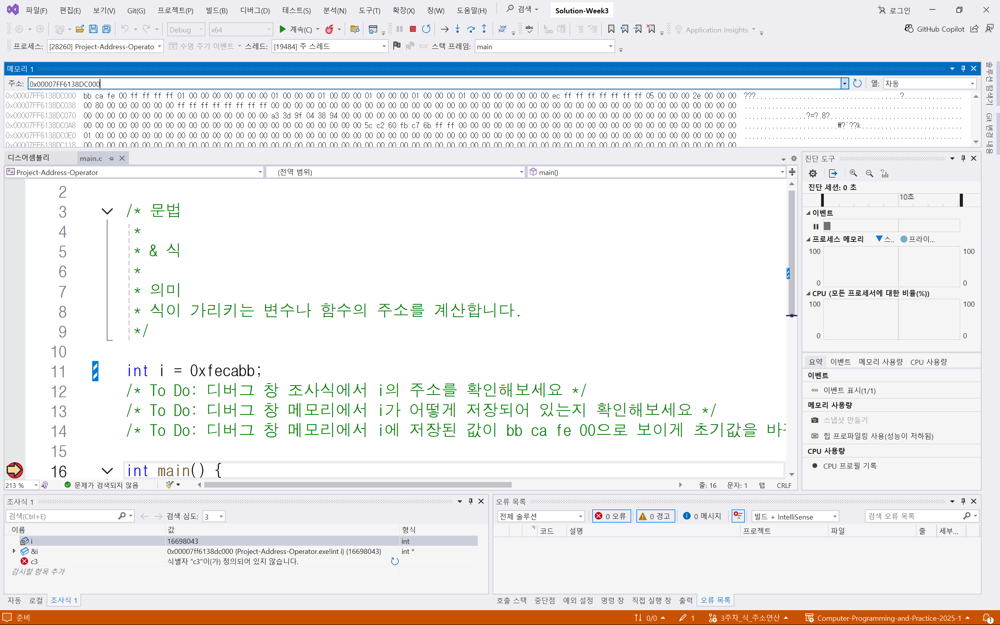 파일(F) 편집(E) 보기(V) Git(G) 프로젝트(P) 빌드(B) 디버그(D) 테스트(S) 분석(N) 도구(T) 확장(X) 창(W) 도움말(H) 검색 Solution-Week3 로그인
Debug x64 계속(C) abc Application Insights GitHub Copilot
프로세스: [28260] Project-Address-Operato 수명 주기 이벤트 스레드: [19484] 주 스레드 스택 프레임: main
메모리 1
주소: 0x00007FF6138DC000 열: 자동
0x00007FF6138DC000 bb ca fe 00 ff ff ff ff 01 00 00 00 00 00 00 00 01 00 00 00 01 00 00 00 01 00 00 00 01 00 00 00 01 00 00 00 00 00 00 00 ec ff ff ff ff ff ff ff 05 00 00 00 2e 00 00 00
0x00007FF6138DC038 00 80 00 00 00 00 00 00 ff ff ff ff ff ff ff ff 00 00 00 00 00 00 00 00 00 00 00 00 00 00 00 00 00 00 00 00 00 00 00 00 00 00 00 00 00 00 00 00 00 00 00 00 00 00 00 00
0x00007FF6138DC070 00 00 00 00 00 00 00 00 00 00 00 00 00 00 00 00 a3 3d 9f 04 38 94 00 00 00 00 00 00 00 00 00 00 00 00 00 00 00 00 00 00 00 00 00 00 00 00 00 00 00 00 00 00 00 00 00 00
0x00007FF6138DC0A8 00 00 00 00 00 00 00 00 00 00 00 00 00 00 00 00 00 00 00 00 00 00 00 00 5c c2 60 fb c7 6b ff ff 00 00 00 00 00 00 00 00 00 00 00 00 00 00 00 00 00 00 00 00 00 00 00 00
0x00007FF6138DC0E0 01 00 00 00 00 00 00 00 00 00 00 00 00 00 00 00 00 00 00 00 00 00 00 00 00 00 00 00 00 00 00 00 00 00 00 00 00 00 00 00 00 00 00 00 00 00 00 00 00 00 00 00 00 00 00 00
0x00007FF6138DC118 00 00 00 00 00 00 00 00 00 00 00 00 00 00 00 00 00 00 00 00 00 00 00 00 00 00 00 00 00 00 00 00 00 00 00 00 00 00 00 00 00 00 00 00 00 00 00 00 00 00 00 00 00 00 00 00
솔루션 탐색기
Git 변경 내용
디스어셈블리 main.c
Project-Address-Operator (전역 범위) main()
2
3 /* 문법
4 *
5 * & 식
6 *
7 * 의미
8 * 식이 가리키는 변수나 함수의 주소를 계산합니다.
9 */
10
11 int i = 0xfecabb;
12 /* To Do: 디버그 창 조사식에서 i의 주소를 확인해보세요 */
13 /* To Do: 디버그 창 메모리에서 i가 어떻게 저장되어 있는지 확인해보세요 */
14 /* To Do: 디버그 창 메모리에서 i에 저장된 값이 bb ca fe 00으로 보이게 초기값을
15
16 int main() {
213 % 문제가 검색되지 않음 줄: 16 문자: 1 탭 CRLF
진단 도구
진단 세션: 0 초
10초
이벤트
프로세스 메모리 스.. 프라이...
100 100
0 0
CPU (모든 프로세서에 대한 비율(%))
100 100
0 0
요약 이벤트 메모리 사용량 CPU 사용량
이벤트
이벤트 표시(1/1)
메모리 사용량
스냅샷 만들기
힙 프로파일링 사용(성능이 저하됨)
CPU 사용량
CPU 프로필 기록
조사식 1
검색(Ctrl+E) 검색 심도: 3
이름 값 형식
i 16698043 int
&i 0x00007ff6138dc000 {Project-Address-Operator.exe!int i} {16698043} int *
c3 식별자 "c3"이(가) 정의되어 있지 않습니다.
감시할 항목 추가
자동 로컬 조사식 1
오류 목록
전체 솔루션 0 오류 0 경고 0 메시지 빌드 + IntelliSense 검색 오류 목록
코드 설명 프로젝트 파일 줄 세부...
호출 스택 중단점 예외 설정 명령 창 직접 실행 창 출력 오류 목록
준비 0/0 1 3주차_식_주소연산 Computer-Programming-and-Practice-2025-1 1